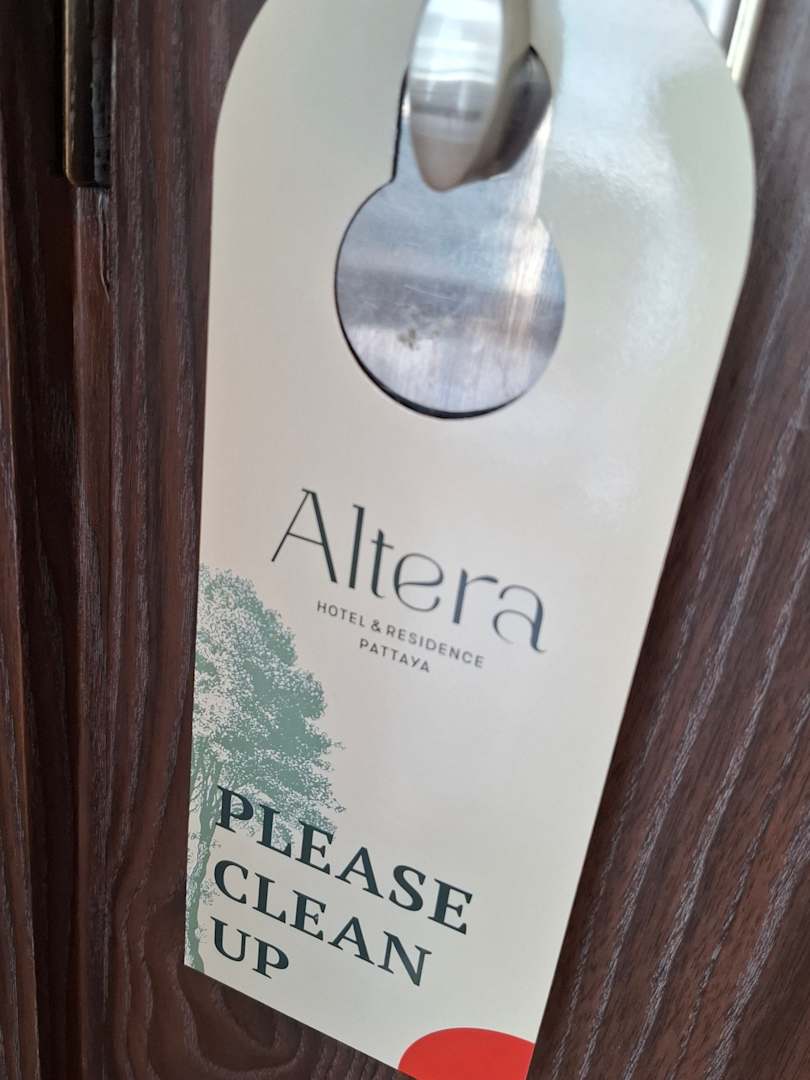 Altera
HOTEL & RESIDENCE
PATTAYA
PLEASE
CLEAN
UP